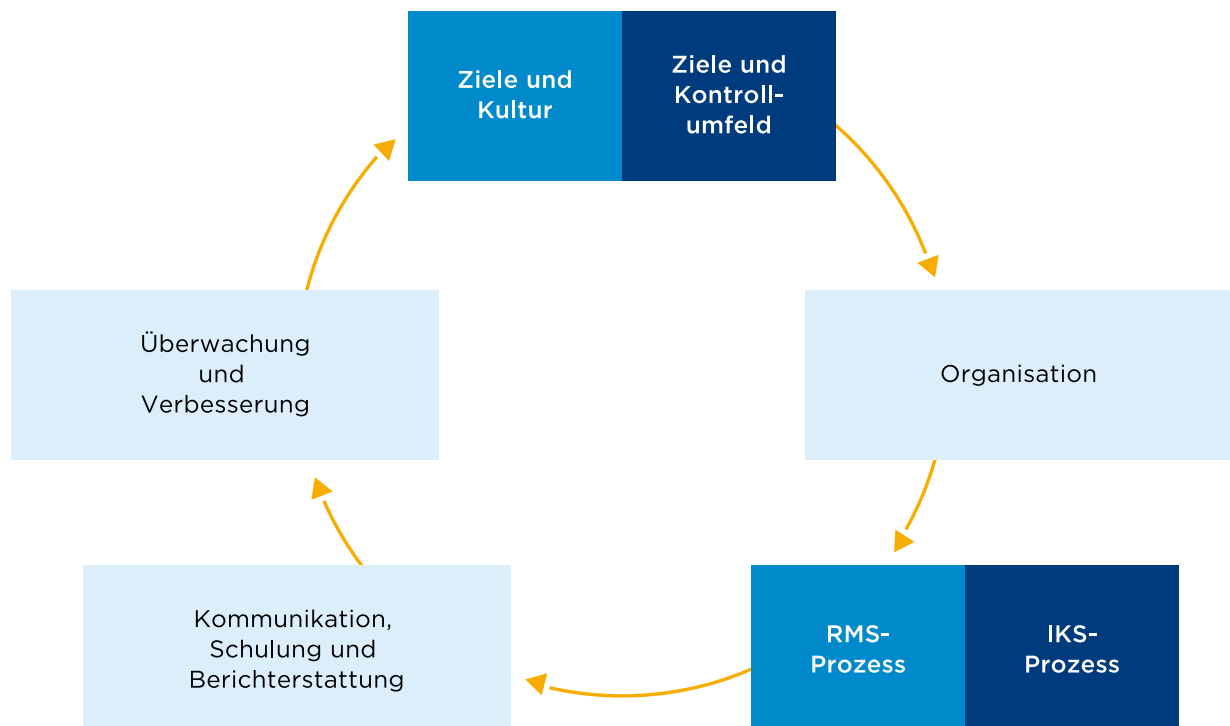 Ziele und
Kultur
Ziele und
Kontroll-
umfeld
Organisation
RMS-
Prozess
IKS-
Prozess
Kommunikation,
Schulung und
Berichterstattung
Überwachung
und
Verbesserung